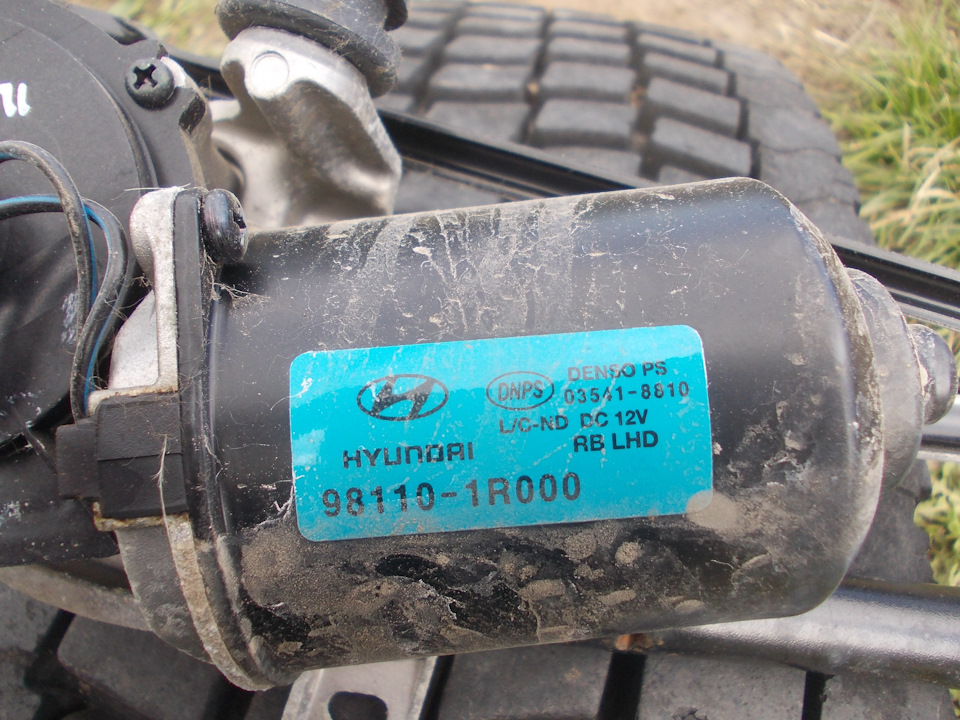 DNPS
DENSO PS
03541-8810
L/C-ND DC 12V
RB LHD
HYUNDAI
98110-1R000